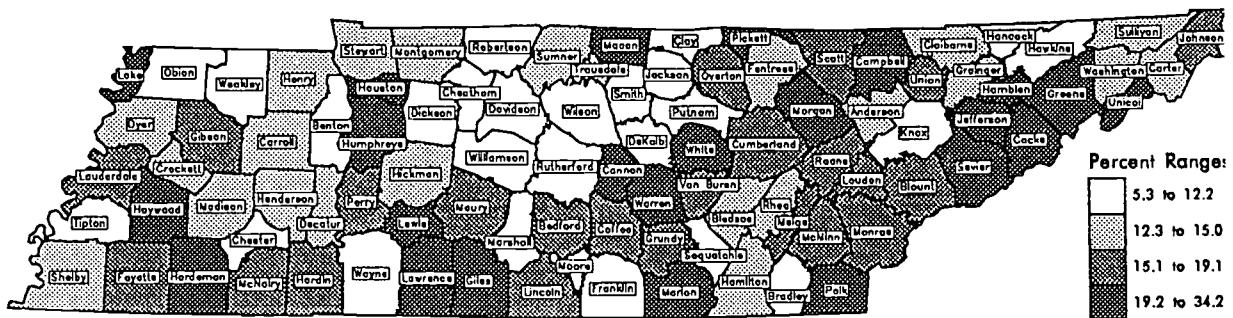 Stewart
Montgomery
Robertson
Sumner
Macon
Clay
Pickett
Claiborne
Hancock
Hawkins
Sullivan
Johnson
Lake
Obion
Weakley
Henry
Houston
Cheatham
Trousdale
Jackson
Overton
Fentress
Scott
Campbell
Union
Grainger
Hamblen
Greene
Washington
Carter
Unicoi
Dyer
Gibson
Carroll
Benton
Humphreys
Dickson
Davidson
Wilson
Smith
Putnam
Morgan
Anderson
Knox
Jefferson
Cocke
Lauderdale
Crockett
Madison
Henderson
Decatur
Perry
Hickman
Williamson
Rutherford
DeKalb
Cannon
White
Cumberland
Roane
Loudon
Blount
Sevier
Tipton
Haywood
Chester
Lewis
Maury
Marshall
Bedford
Coffee
Warren
Van Buren
Bledsoe
Rhea
Meigs
McMinn
Monroe
Shelby
Fayette
Hardeman
McNairy
Hardin
Wayne
Lawrence
Giles
Lincoln
Moore
Franklin
Grundy
Marion
Sequatchie
Hamilton
Bradley
Polk
Percent Ranges
5.3 to 12.2
12.3 to 15.0
15.1 to 19.1
19.2 to 34.2